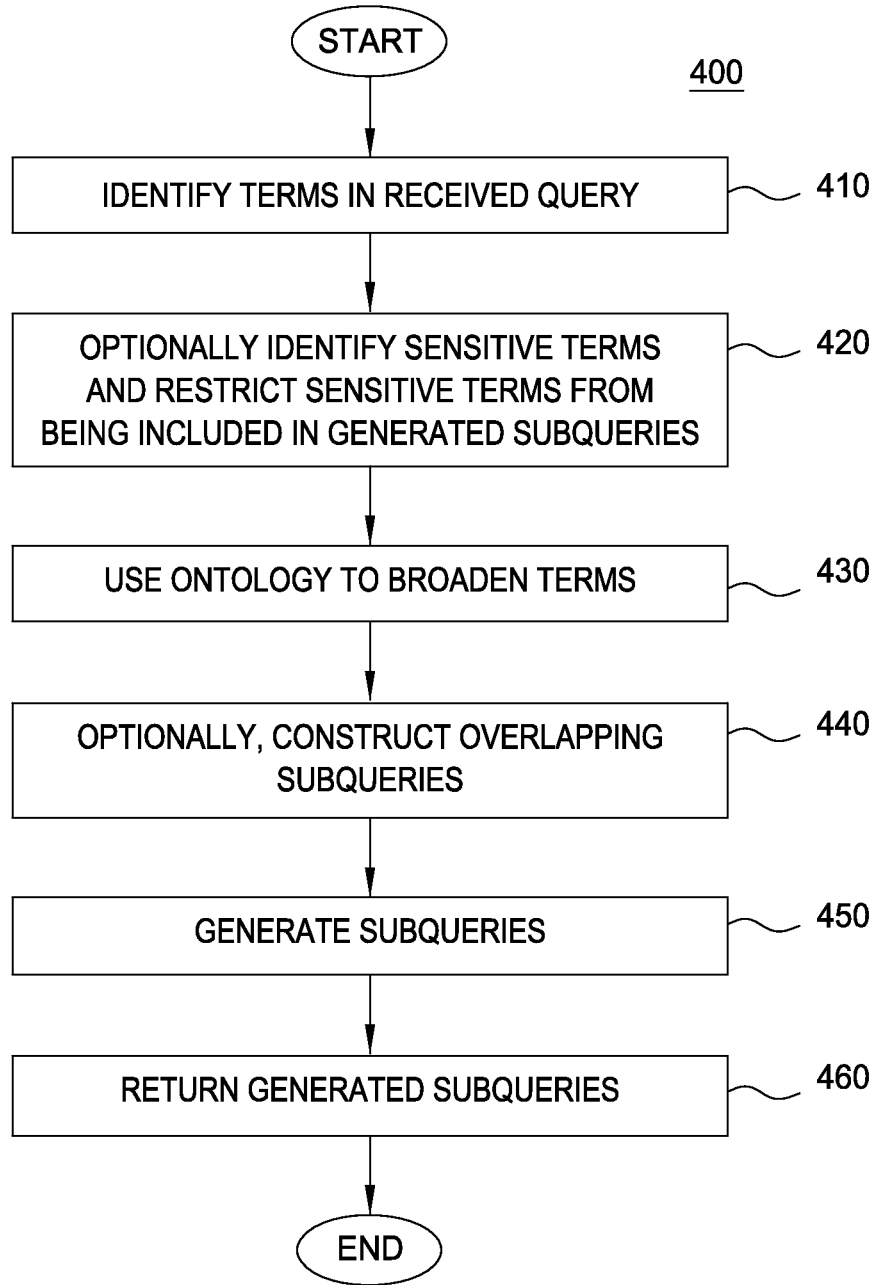 START
400
IDENTIFY TERMS IN RECEIVED QUERY
410
OPTIONALLY IDENTIFY SENSITIVE TERMS
AND RESTRICT SENSITIVE TERMS FROM
BEING INCLUDED IN GENERATED SUBQUERIES
420
USE ONTOLOGY TO BROADEN TERMS
430
OPTIONALLY, CONSTRUCT OVERLAPPING
SUBQUERIES
440
GENERATE SUBQUERIES
450
RETURN GENERATED SUBQUERIES
460
END